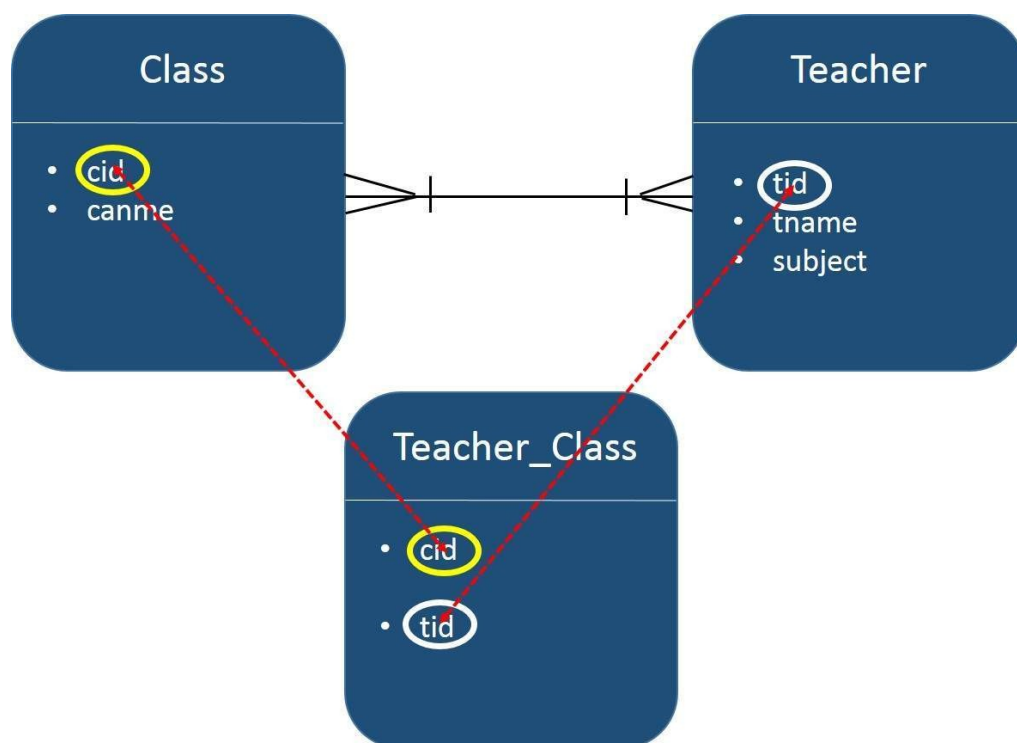 Class
• cid
• canme
Teacher
• tid
• tname
• subject
Teacher_Class
• cid
• tid